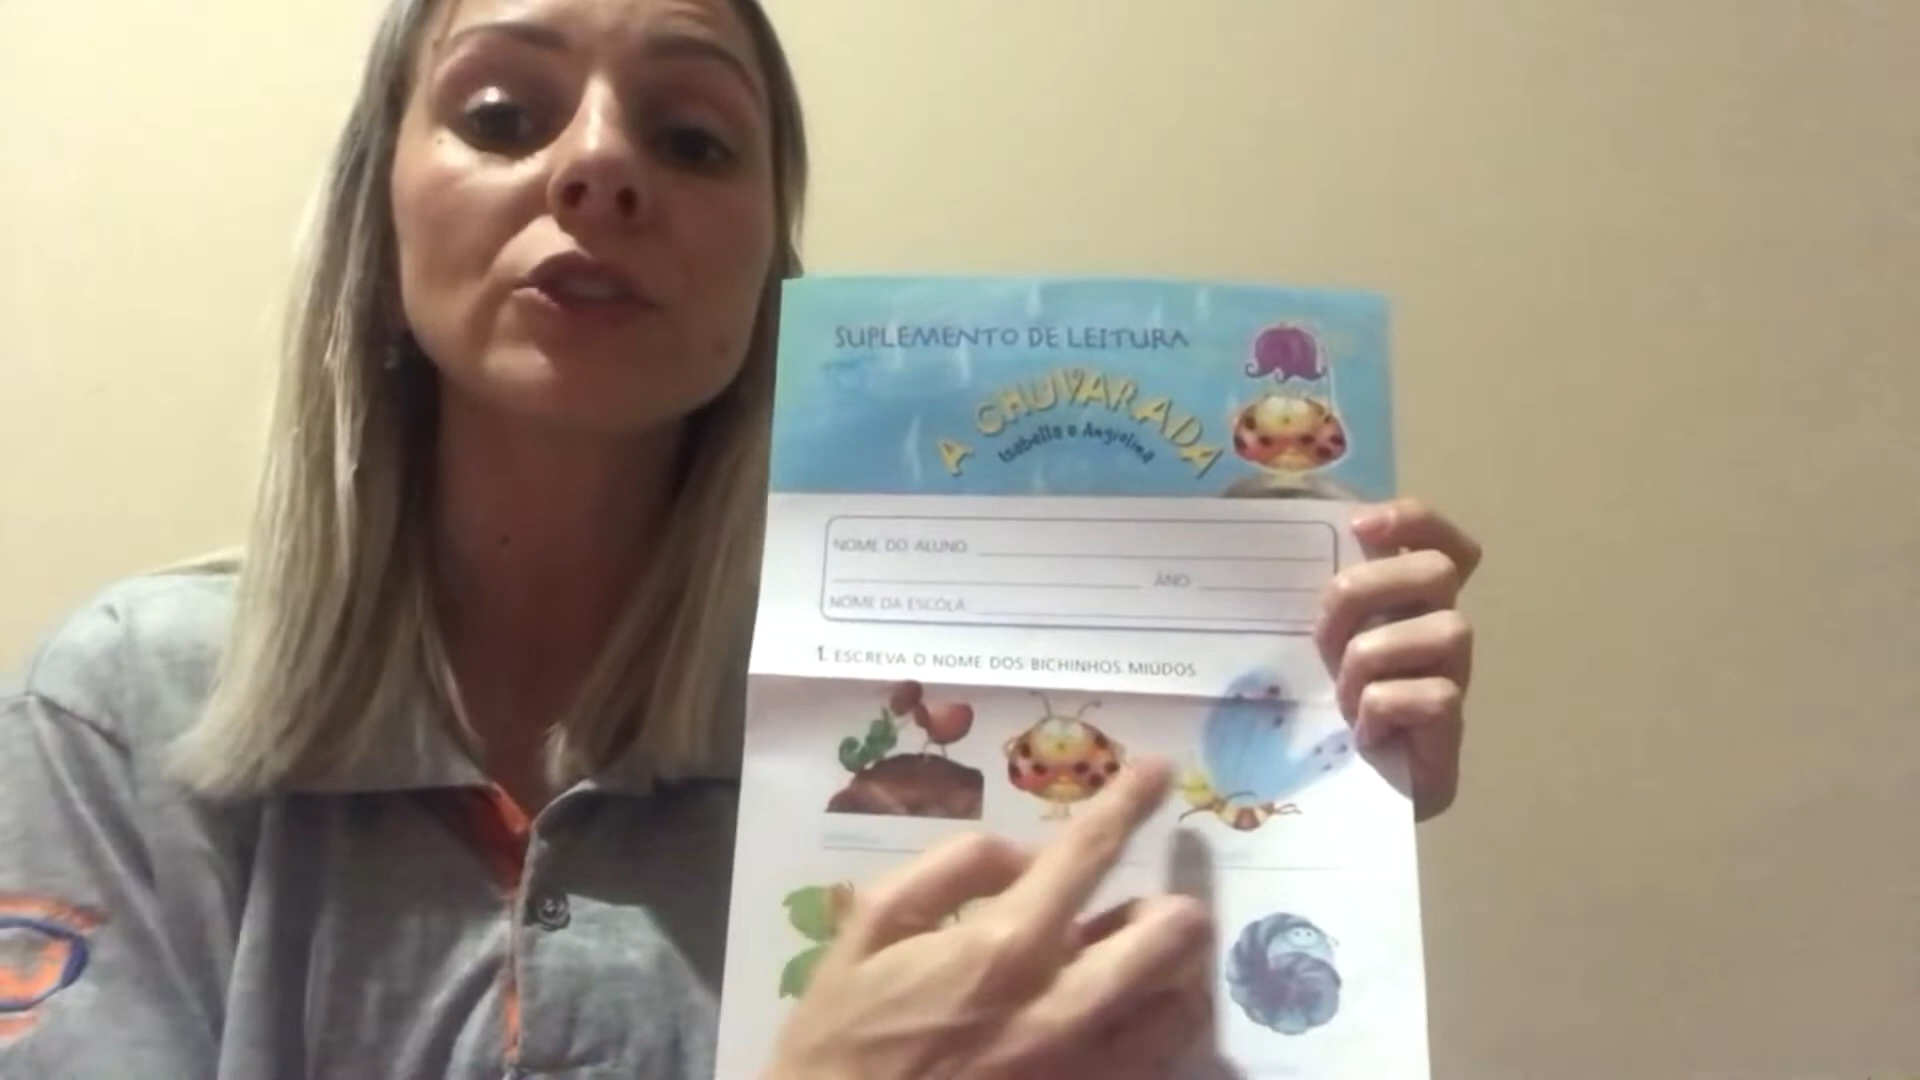 SUPLEMENTO DE LEITURA
A CHUVARADA
Isabella e Angiolina
NOME DO ALUNO
ANO
NOME DA ESCOLA
1. ESCREVA O NOME DOS BICHINHOS MIÚDOS